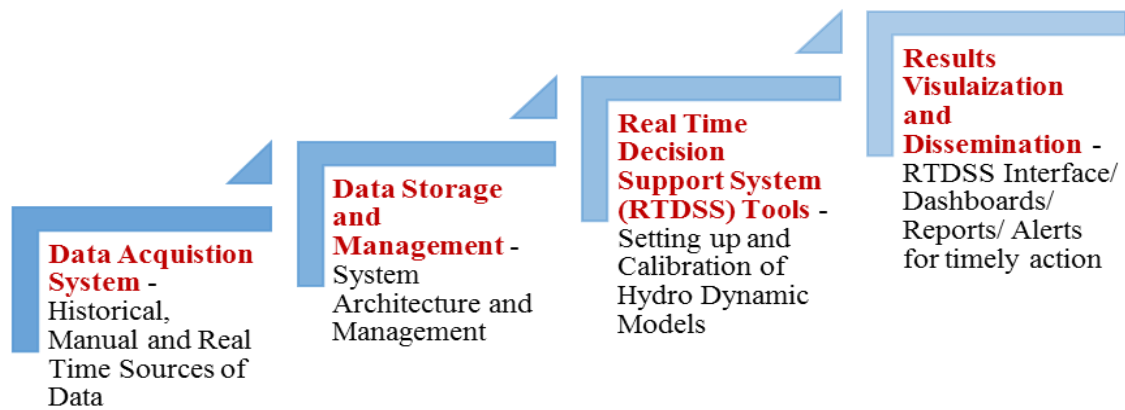 Data Acquistion
System -
Historical,
Manual and Real
Time Sources of
Data
Data Storage
and
Management -
System
Architecture and
Management
Real Time
Decision
Support System
(RTDSS) Tools -
Setting up and
Calibration of
Hydro Dynamic
Models
Results
Visulaization
and
Dissemination -
RTDSS Interface/
Dashboards/
Reports/ Alerts
for timely action